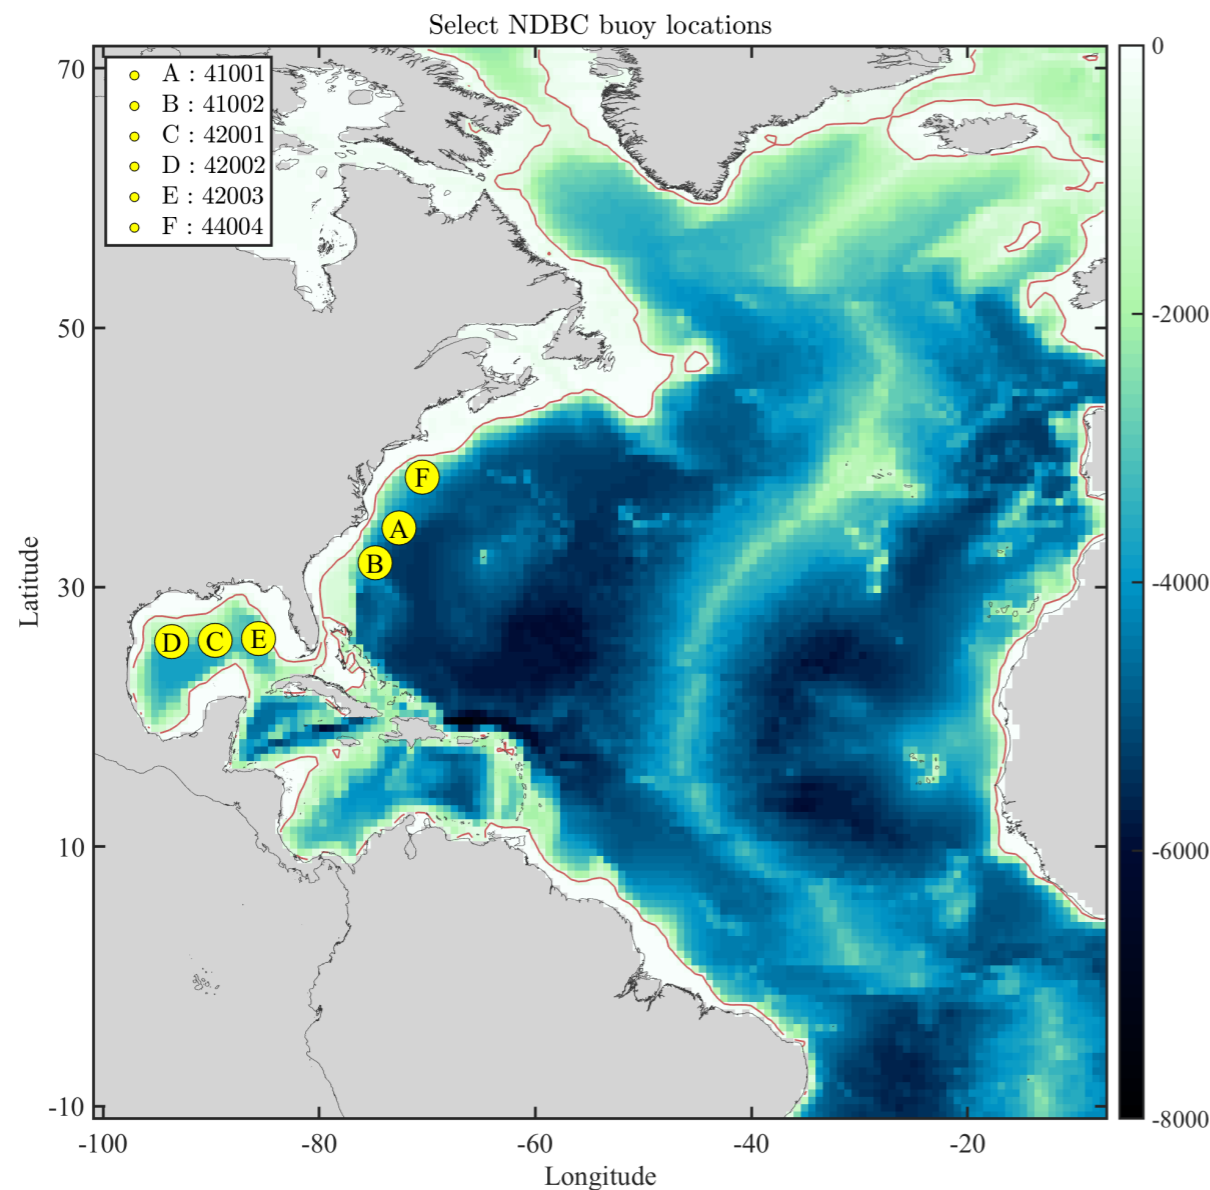 Select NDBC buoy locations
A : 41001
B : 41002
C : 42001
D : 42002
E : 42003
F : 44004
70
50
30
10
-10
Latitude
F
A
B
D C E
-100 -80 -60 -40 -20
Longitude
0
-2000
-4000
-6000
-8000